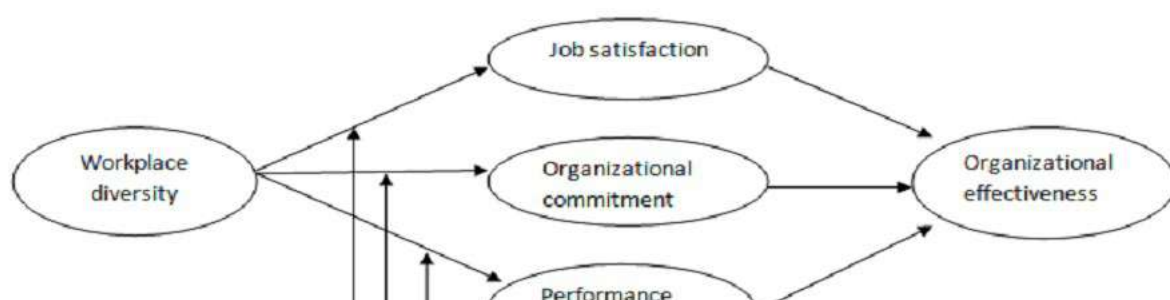 Job satisfaction
Workplace
diversity
Organizational
commitment
Organizational
effectiveness
Performance